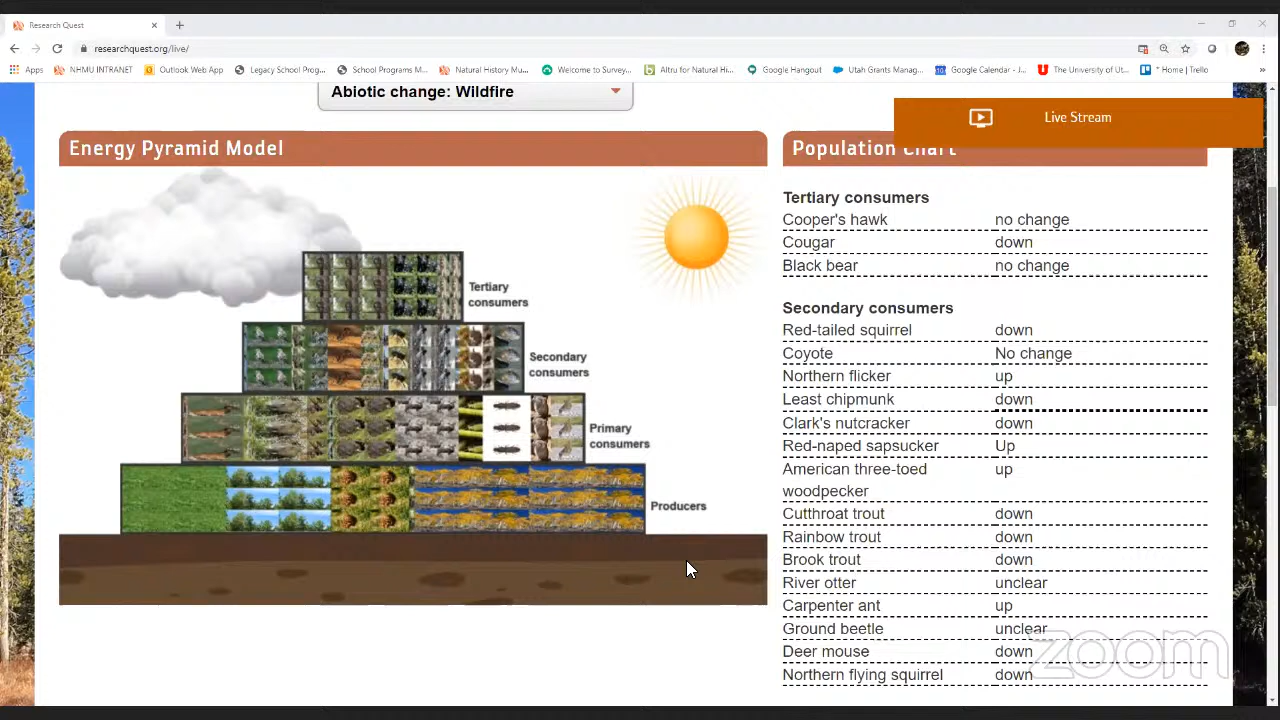 Research Quest
researchquest.org/live/
Apps
NHMU INTRANET
Outlook Web App
Legacy School Prog...
School Programs M...
Natural History Mu...
Welcome to Survey...
Altru for Natural Hi...
Google Hangout
Utah Grants Manag...
Google Calendar - J...
The University of Ut...
* Home | Trello
Abiotic change: Wildfire
Live Stream
Energy Pyramid Model
Population Chart
Tertiary consumers
Secondary consumers
Primary consumers
Producers
Tertiary consumers
Cooper's hawk no change
Cougar down
Black bear no change
Secondary consumers
Red-tailed squirrel down
Coyote No change
Northern flicker up
Least chipmunk down
Clark's nutcracker down
Red-naped sapsucker Up
American three-toed up
woodpecker
Cutthroat trout down
Rainbow trout down
Brook trout down
River otter unclear
Carpenter ant up
Ground beetle unclear
Deer mouse down
Northern flying squirrel down
zoom